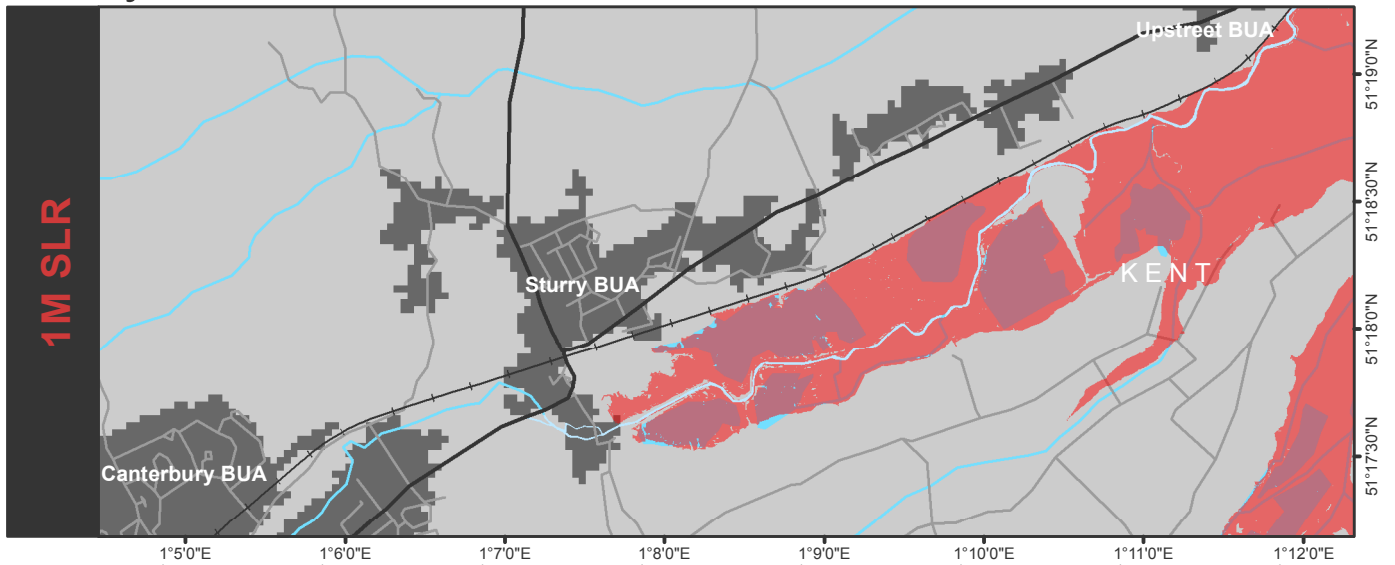 1M SLR
Upstreet BUA
Sturry BUA
KENT
Canterbury BUA
51°19'0"N
51°18'30"N
51°18'0"N
51°17'30"N
1°5'0"E
1°6'0"E
1°7'0"E
1°8'0"E
1°9'0"E
1°10'0"E
1°11'0"E
1°12'0"E